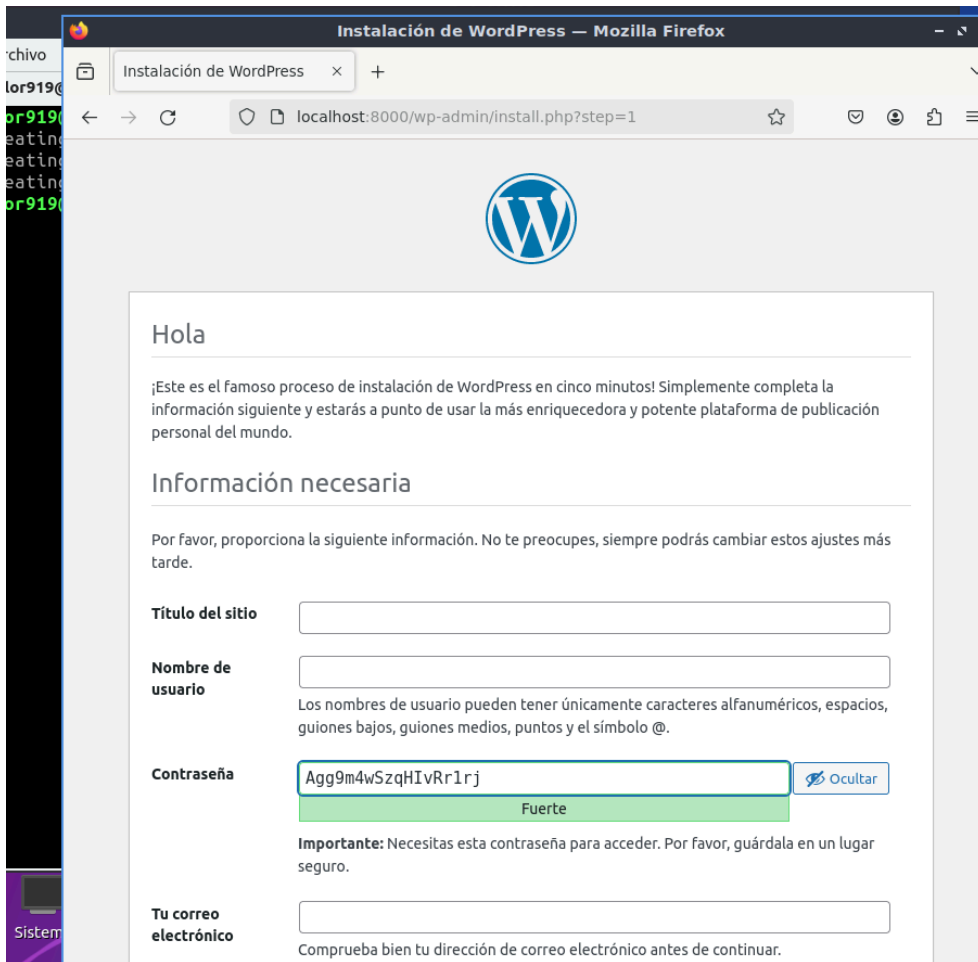 Instalación de WordPress — Mozilla Firefox
rchivo
Instalación de WordPress
lor919@
localhost:8000/wp-admin/install.php?step=1
or919@
eating
eating
eating
or919@
Hola
¡Este es el famoso proceso de instalación de WordPress en cinco minutos! Simplemente completa la
información siguiente y estarás a punto de usar la más enriquecedora y potente plataforma de publicación
personal del mundo.
Información necesaria
Por favor, proporciona la siguiente información. No te preocupes, siempre podrás cambiar estos ajustes más
tarde.
Título del sitio
Nombre de
usuario
Los nombres de usuario pueden tener únicamente caracteres alfanuméricos, espacios,
guiones bajos, guiones medios, puntos y el símbolo @.
Contraseña
Agg9m4wSzqHIvRr1rj
Ocultar
Fuerte
Importante: Necesitas esta contraseña para acceder. Por favor, guárdala en un lugar
seguro.
Tu correo
electrónico
Comprueba bien tu dirección de correo electrónico antes de continuar.
Sistem